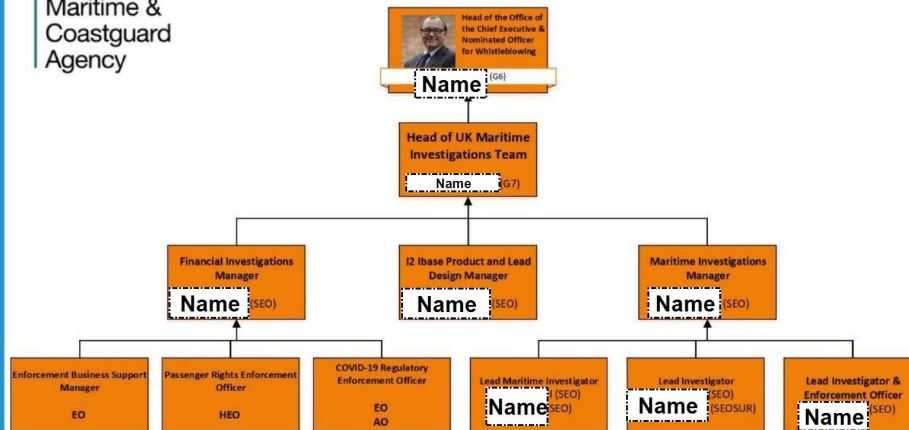 Maritime &
Coastguard
Agency
Head of the Office of
the Chief Executive &
Nominated Officer
for Whistleblowing
Name (G6)
Head of UK Maritime
Investigations Team
Name (G7)
Financial Investigations
Manager
Name (SEO)
I2 Ibase Product and Lead
Design Manager
Name (SEO)
Maritime Investigations
Manager
Name (SEO)
Enforcement Business Support
Manager
EO
Passenger Rights Enforcement
Officer
HEO
COVID-19 Regulatory
Enforcement Officer
EO
AO
Lead Maritime Investigator
(SEO)
Name SEO)
Lead Investigator
(SEO)
Name (SEOSUR)
Lead Investigator &
Enforcement Officer
Name (SEO)